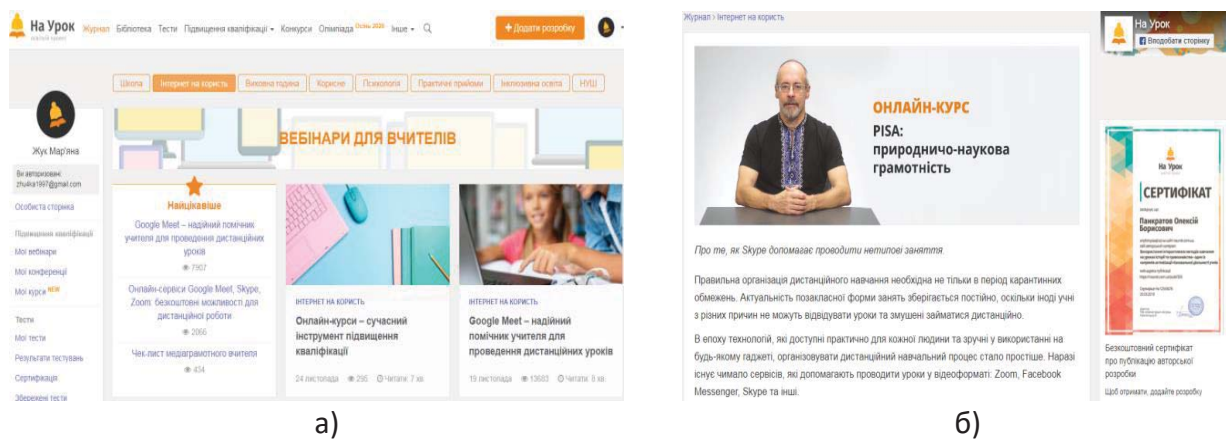 На Урок
Журнал Бібліотека Тести Підвищення кваліфікації Конкурси Олімпіада Осінь 2020 Інше
+ Додати розробку
Школа Інтернет на користь Виховна година Корисне Психологія Практичні прийоми Інклюзивна освіта НУШ
ВЕБІНАРИ ДЛЯ ВЧИТЕЛІВ
Жук Мар'яна
Ви авторизовані:
Особиста сторінка
Підвищення кваліфікації
Мої вебінари
Мої конференції
Мої курси NEW
Тести
Мої тести
Результати тестувань
Сертифікація
Збережені тести
Найцікавіше
Google Meet – надійний помічник
учителя для проведення дистанційних
уроків
7907
Онлайн-сервіси Google Meet, Skype,
Zoom: безкоштовні можливості для
дистанційної роботи
2066
Чек-лист медіаграмотного вчителя
434
ІНТЕРНЕТ НА КОРИСТЬ
Онлайн-курси – сучасний
інструмент підвищення
кваліфікації
24 листопада 295 Читати: 7 хв
ІНТЕРНЕТ НА КОРИСТЬ
Google Meet – надійний
помічник учителя для
проведення дистанційних уроків
19 листопада 13683 Читати: 8 хв
а)
Журнал › Інтернет на користь
ОНЛАЙН-КУРС
PISA:
природничо-наукова
грамотність
Про те, як Skype допомагає проводити нетипові заняття.
Правильна організація дистанційного навчання необхідна не тільки в період карантинних
обмежень. Актуальність позакласної форми занять зберігається постійно, оскільки іноді учні
з різних причин не можуть відвідувати уроки та змушені займатися дистанційно.
В епоху технологій, які доступні практично для кожної людини та зручні у використанні на
будь-якому гаджеті, організовувати дистанційний навчальний процес стало простіше. Наразі
існує чимало сервісів, які допомагають проводити уроки у відеоформаті: Zoom, Facebook
Messenger, Skype та інші.
На Урок
Вподобати сторінку
На Урок
СЕРТИФІКАТ
Панкратов Олексій
Борисович
Безкоштовний сертифікат
про публікацію авторської
розробки
Щоб отримати, додайте розробку
б)